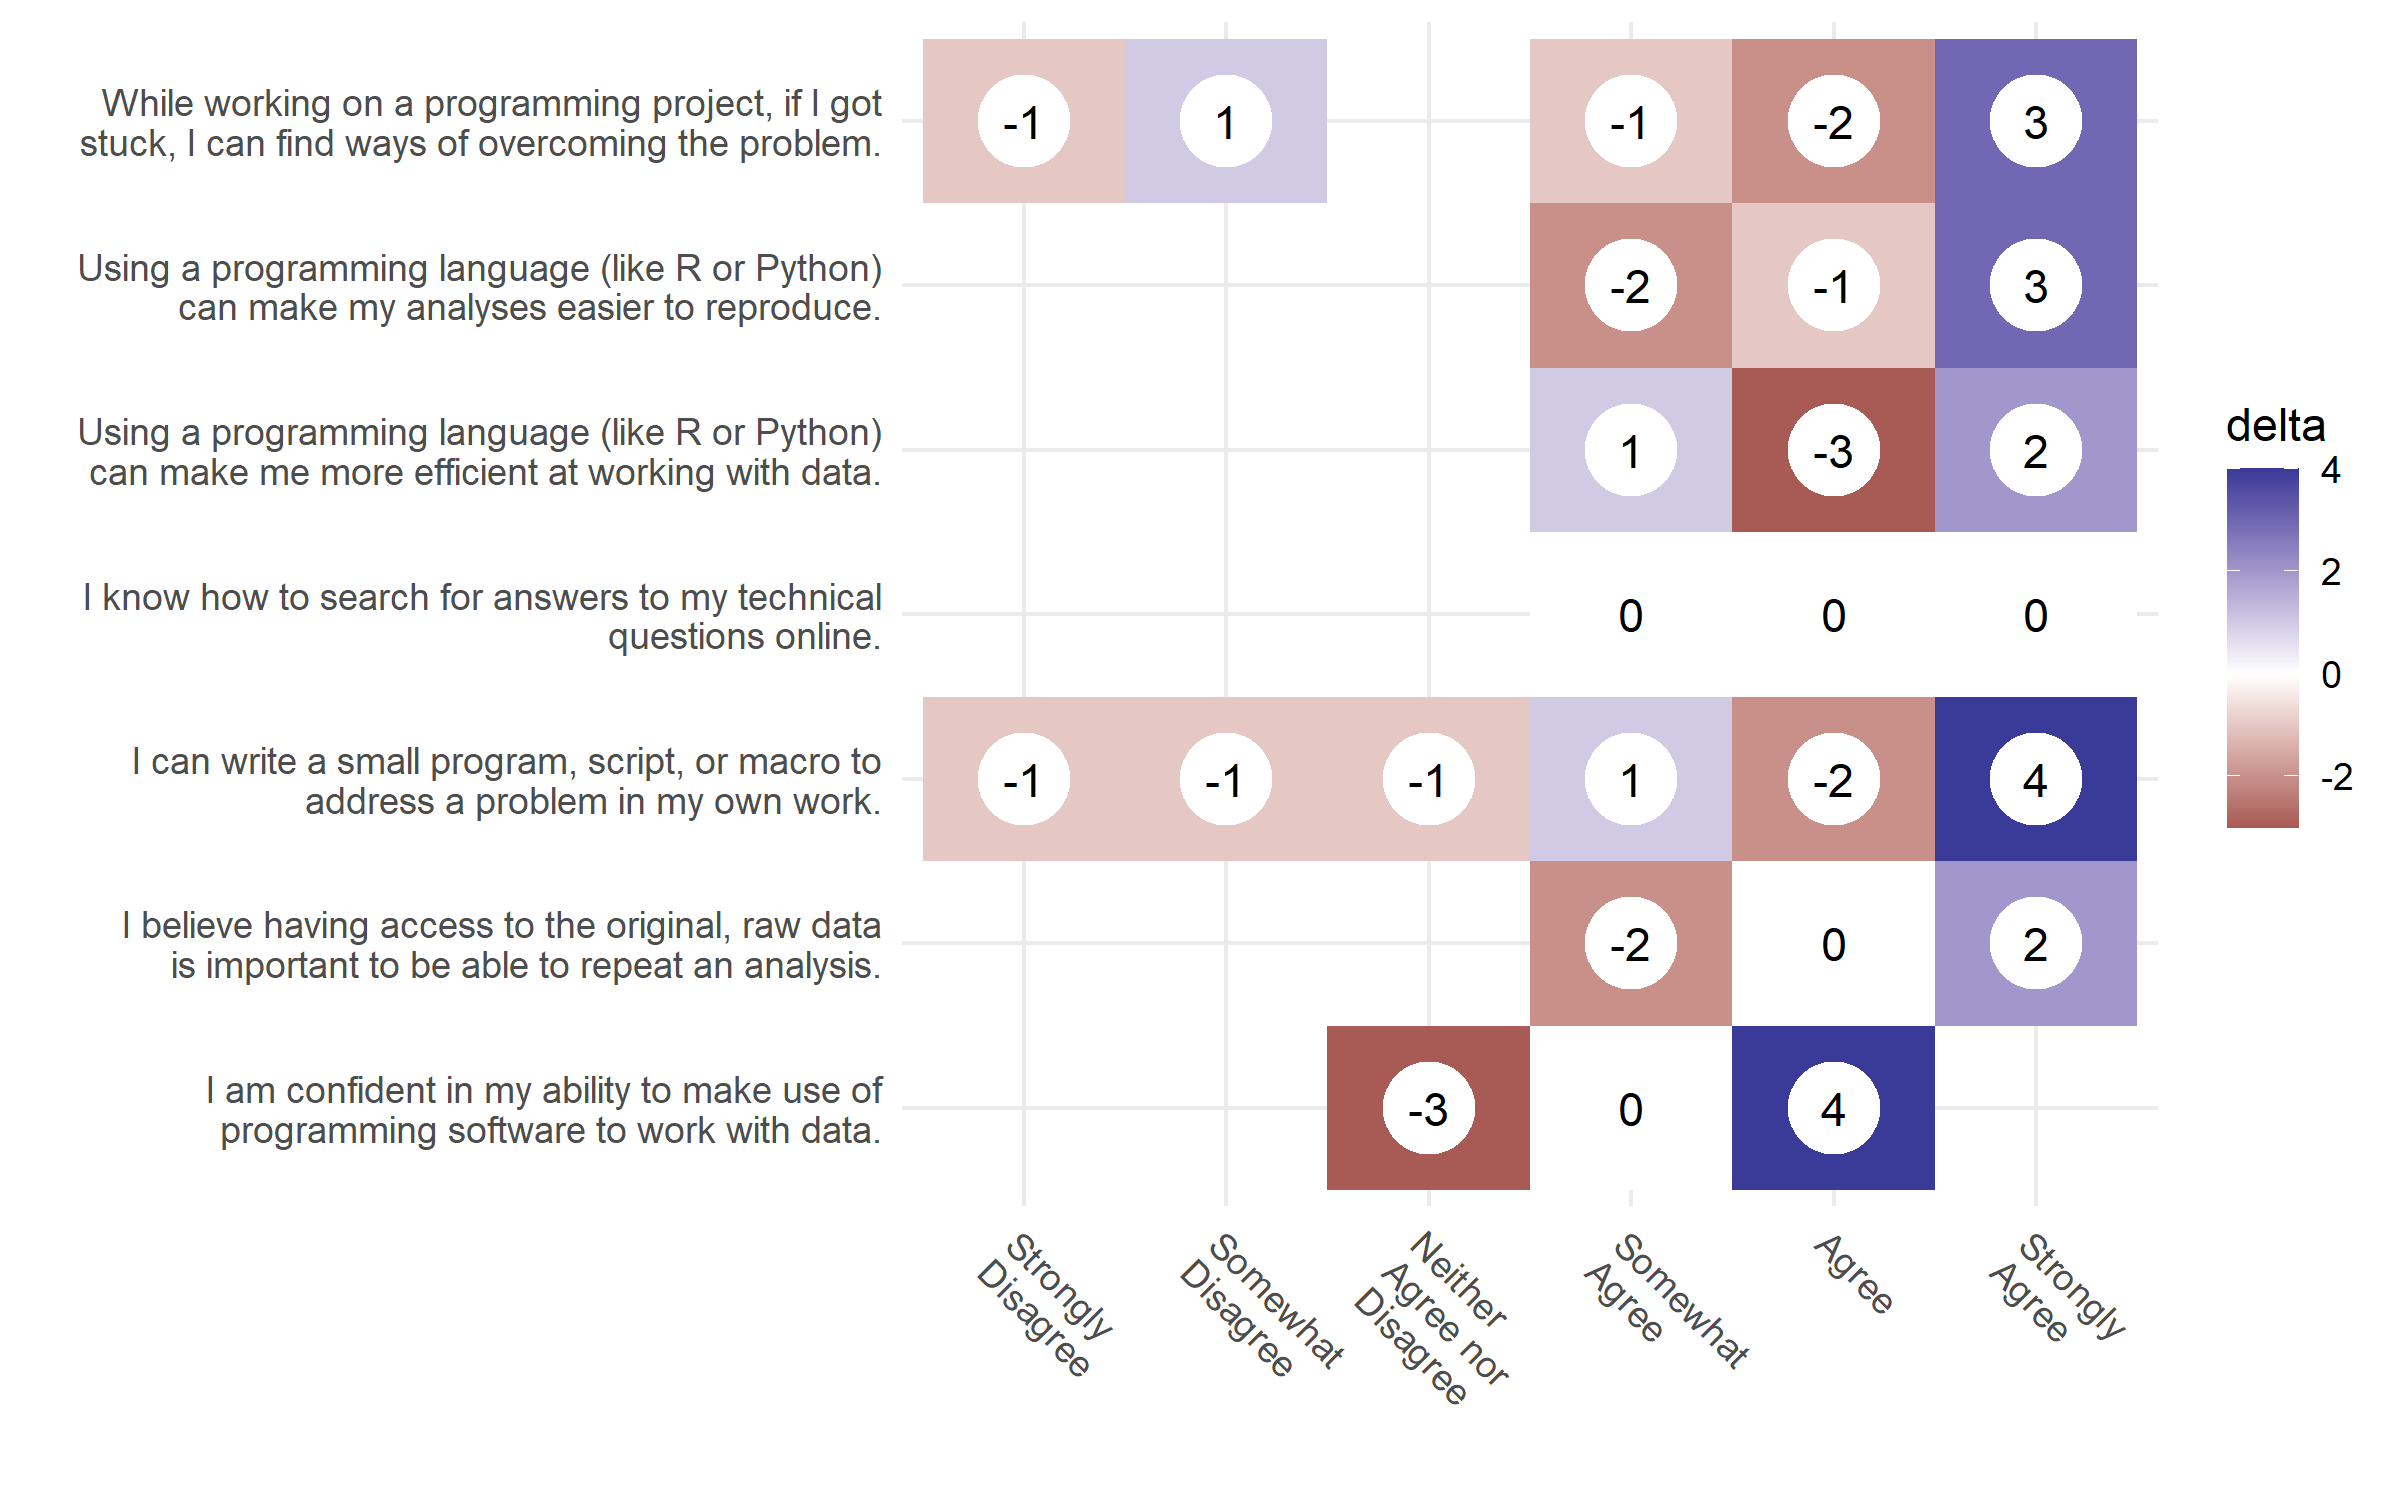 While working on a programming project, if I got
stuck, I can find ways of overcoming the problem.
-1 1 -1 -2 3
Using a programming language (like R or Python)
can make my analyses easier to reproduce.
-2 -1 3
Using a programming language (like R or Python)
can make me more efficient at working with data.
1 -3 2
I know how to search for answers to my technical
questions online.
0 0 0
I can write a small program, script, or macro to
address a problem in my own work.
-1 -1 -1 1 -2 4
I believe having access to the original, raw data
is important to be able to repeat an analysis.
-2 0 2
I am confident in my ability to make use of
programming software to work with data.
-3 0 4
Strongly
Disagree
Somewhat
Disagree
Neither
Agree nor
Disagree
Somewhat
Agree
Agree
Strongly
Agree
delta
4
2
0
-2